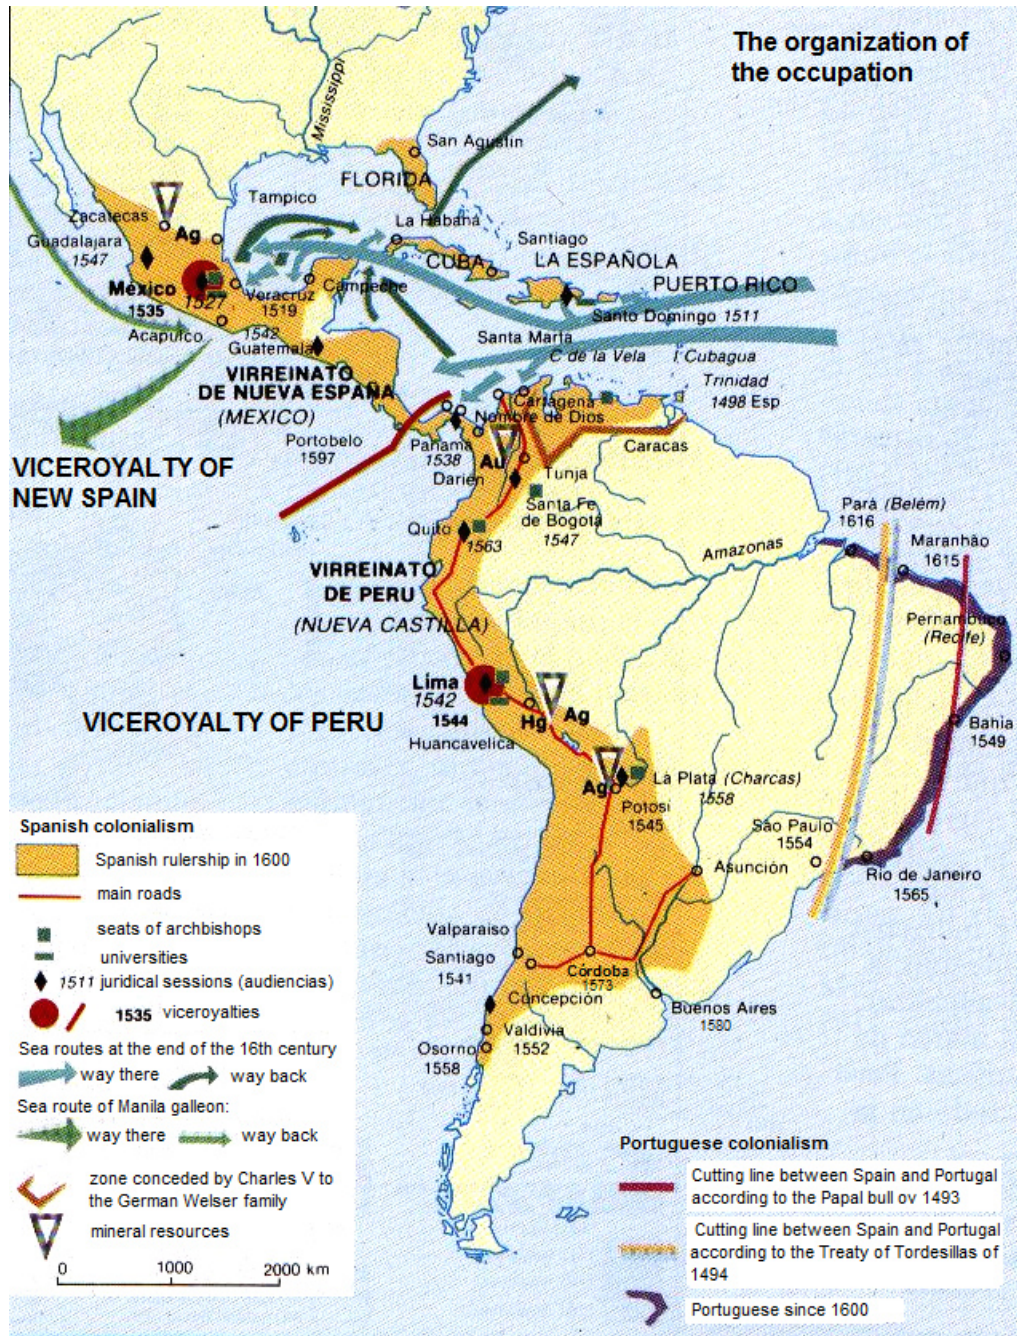 The organization of
the occupation
Mississippi
San Agustin
FLORIDA
Tampico
La Habana
Zacatecas
Ag
Guadalajara
1547
Santiago
CUBA
LA ESPAÑOLA
PUERTO RICO
México
1535
1527
Veracruz
1519
Campeche
Santo Domingo 1511
Acapulco
1542
Guatemala
Santa Marta
C de la Vela
I Cubagua
Trinidad
1498 Esp
VIRREINATO
DE NUEVA ESPAÑA
(MEXICO)
Cartagena
Nombre de Dios
Portobelo
1597
Panama
1538
Caracas
Au
Darien
Tunja
VICEROYALTY OF
NEW SPAIN
Santa Fe
de Bogotá
1547
Quito
1563
Pará (Belém)
1616
Maranhão
1615
Amazonas
VIRREINATO
DE PERU
(NUEVA CASTILLA)
Pernambuco
(Recife)
Lima
1542
1544
VICEROYALTY OF PERU
Hg
Ag
Huancavelica
Bahia
1549
Ag
La Plata (Charcas)
1558
Potosí
1545
São Paulo
1554
Asunción
Rio de Janeiro
1565
Valparaiso
Santiago
1541
Córdoba
1573
Concepción
Buenos Aires
1580
Valdivia
1552
Osorno
1558
Spanish colonialism
Spanish rulership in 1600
main roads
seats of archbishops
universities
1511 juridical sessions (audiencias)
1535 viceroyalties
Sea routes at the end of the 16th century
way there
way back
Sea route of Manila galleon:
way there
way back
zone conceded by Charles V to
the German Welser family
mineral resources
0 1000 2000 km
Portuguese colonialism
Cutting line between Spain and Portugal
according to the Papal bull ov 1493
Cutting line between Spain and Portugal
according to the Treaty of Tordesillas of
1494
Portuguese since 1600